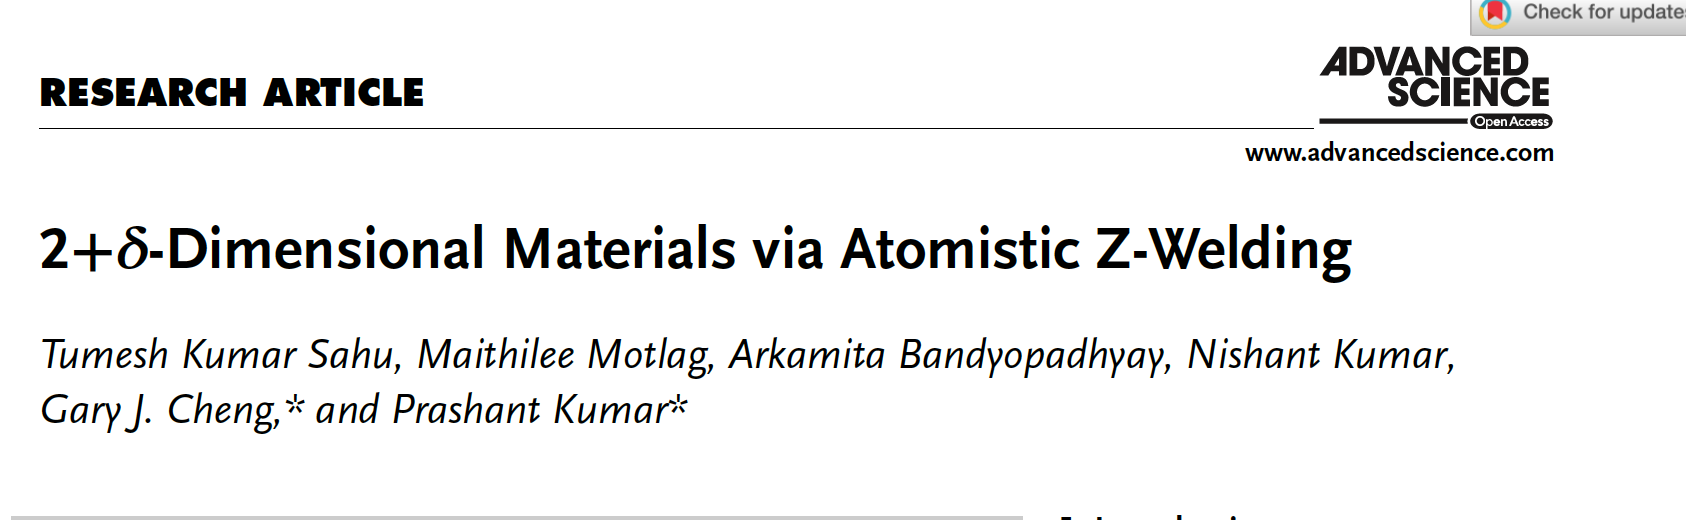 Check for update
RESEARCH ARTICLE
ADVANCED
SCIENCE
Open Access
www.advancedscience.com
2+δ-Dimensional Materials via Atomistic Z-Welding
Tumesh Kumar Sahu, Maithilee Motlag, Arkamita Bandyopadhyay, Nishant Kumar,
Gary J. Cheng,* and Prashant Kumar*